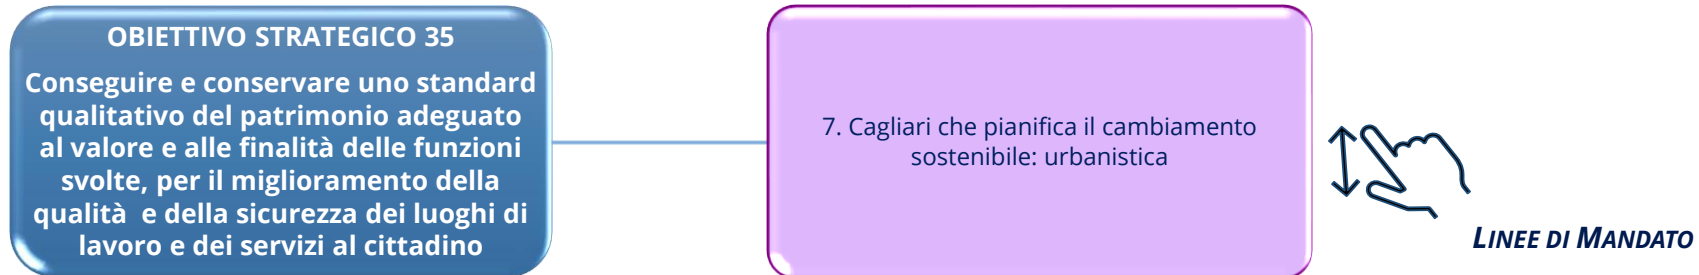 OBIETTIVO STRATEGICO 35
Conseguire e conservare uno standard
qualitativo del patrimonio adeguato
al valore e alle finalità delle funzioni
svolte, per il miglioramento della
qualità e della sicurezza dei luoghi di
lavoro e dei servizi al cittadino
7. Cagliari che pianifica il cambiamento
sostenibile: urbanistica
LINEE DI MANDATO